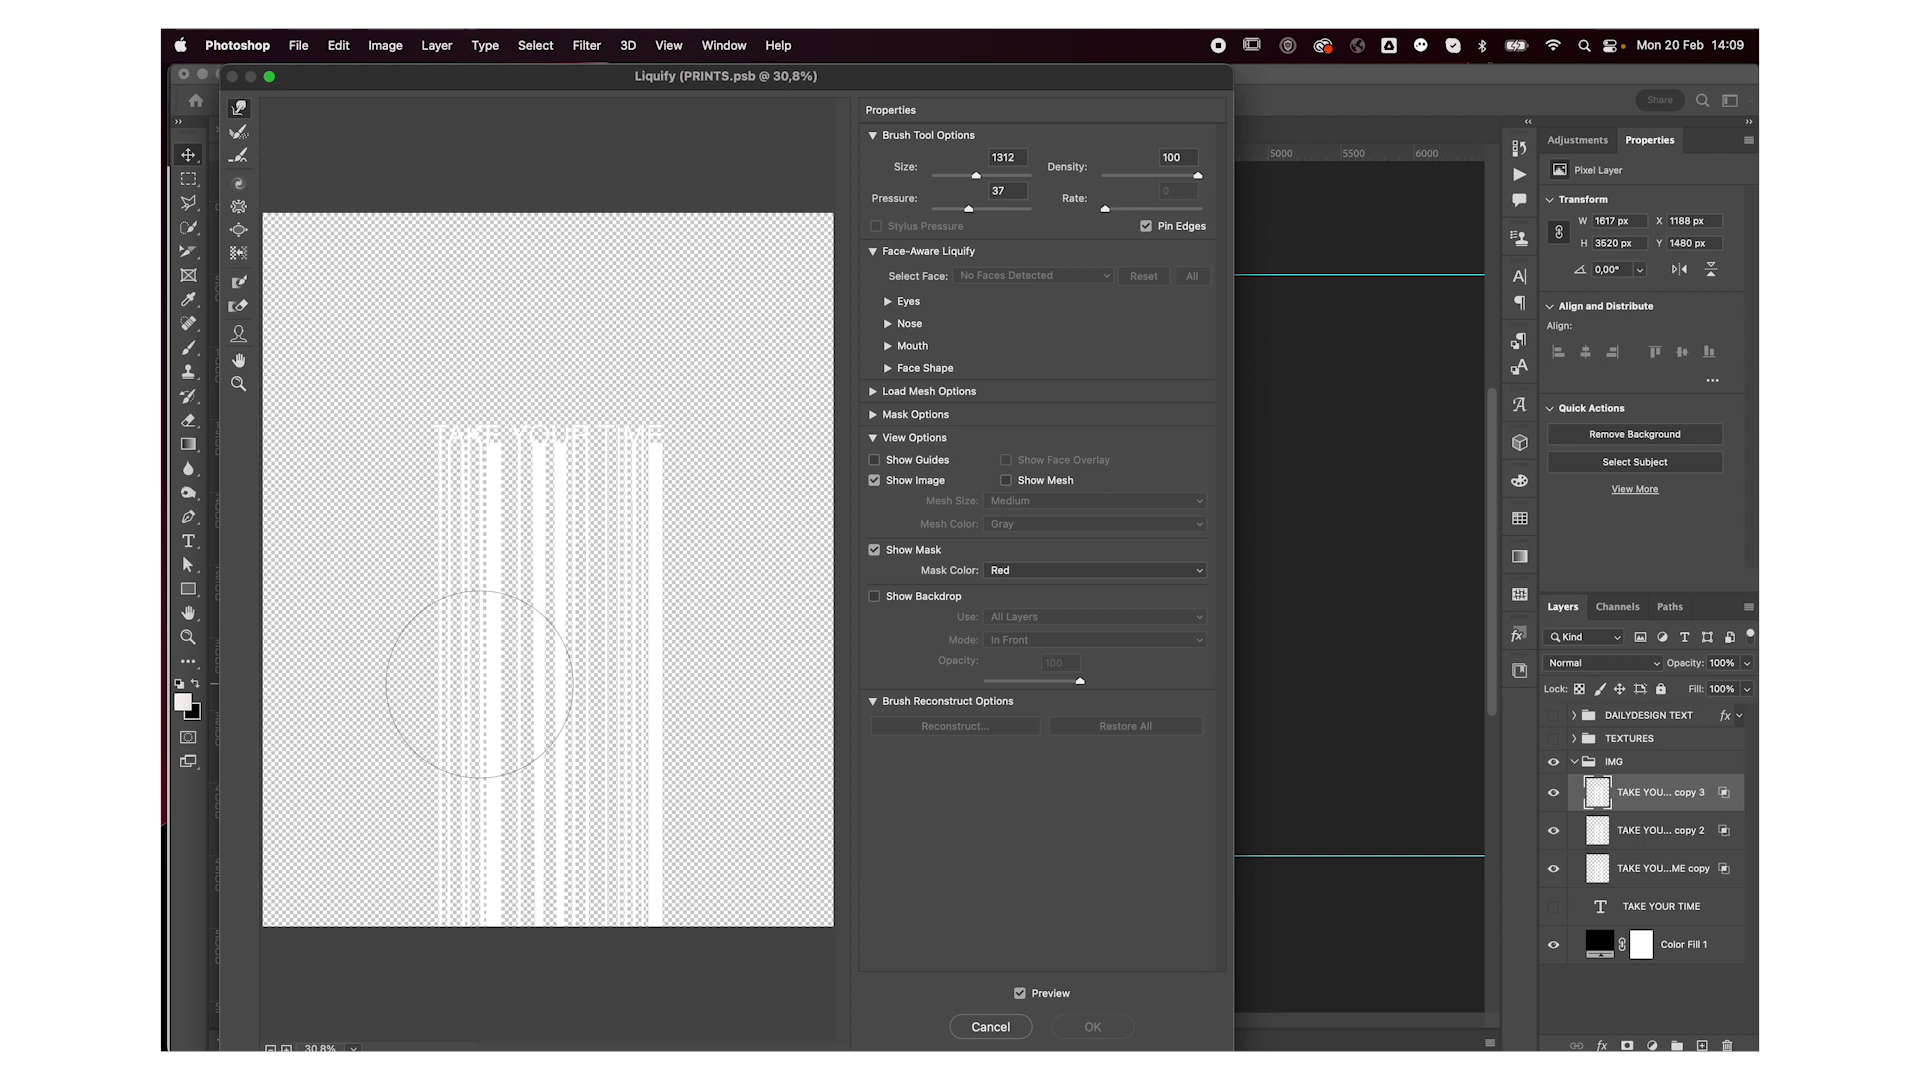 Photoshop File Edit Image Layer Type Select Filter 3D View Window Help Mon 20 Feb 14:09
Liquify (PRINTS.psb @ 30,8%)
Share
Properties
Brush Tool Options
Size: 1312 Density: 100
Pressure: 37 Rate: 0
Stylus Pressure Pin Edges
Face-Aware Liquify
Select Face: No Faces Detected Reset All
Eyes
Nose
Mouth
Face Shape
Load Mesh Options
Mask Options
View Options
Show Guides Show Face Overlay
Show Image Show Mesh
Mesh Size: Medium
Mesh Color: Gray
Show Mask
Mask Color: Red
Show Backdrop
Use: All Layers
Mode: In Front
Opacity: 100
Brush Reconstruct Options
Reconstruct... Restore All
Preview
Cancel OK
TAKE YOUR TIME
30,8%
5000 5500 6000
Adjustments Properties
Pixel Layer
Transform
W 1617 px X 1188 px
H 3520 px Y 1480 px
0,00°
Align and Distribute
Align:
Quick Actions
Remove Background
Select Subject
View More
Layers Channels Paths
Kind
Normal Opacity: 100%
Lock: Fill: 100%
DAILYDESIGN TEXT fx
TEXTURES
IMG
TAKE YOU... copy 3
TAKE YOU... copy 2
TAKE YOU...ME copy
T TAKE YOUR TIME
Color Fill 1
fx